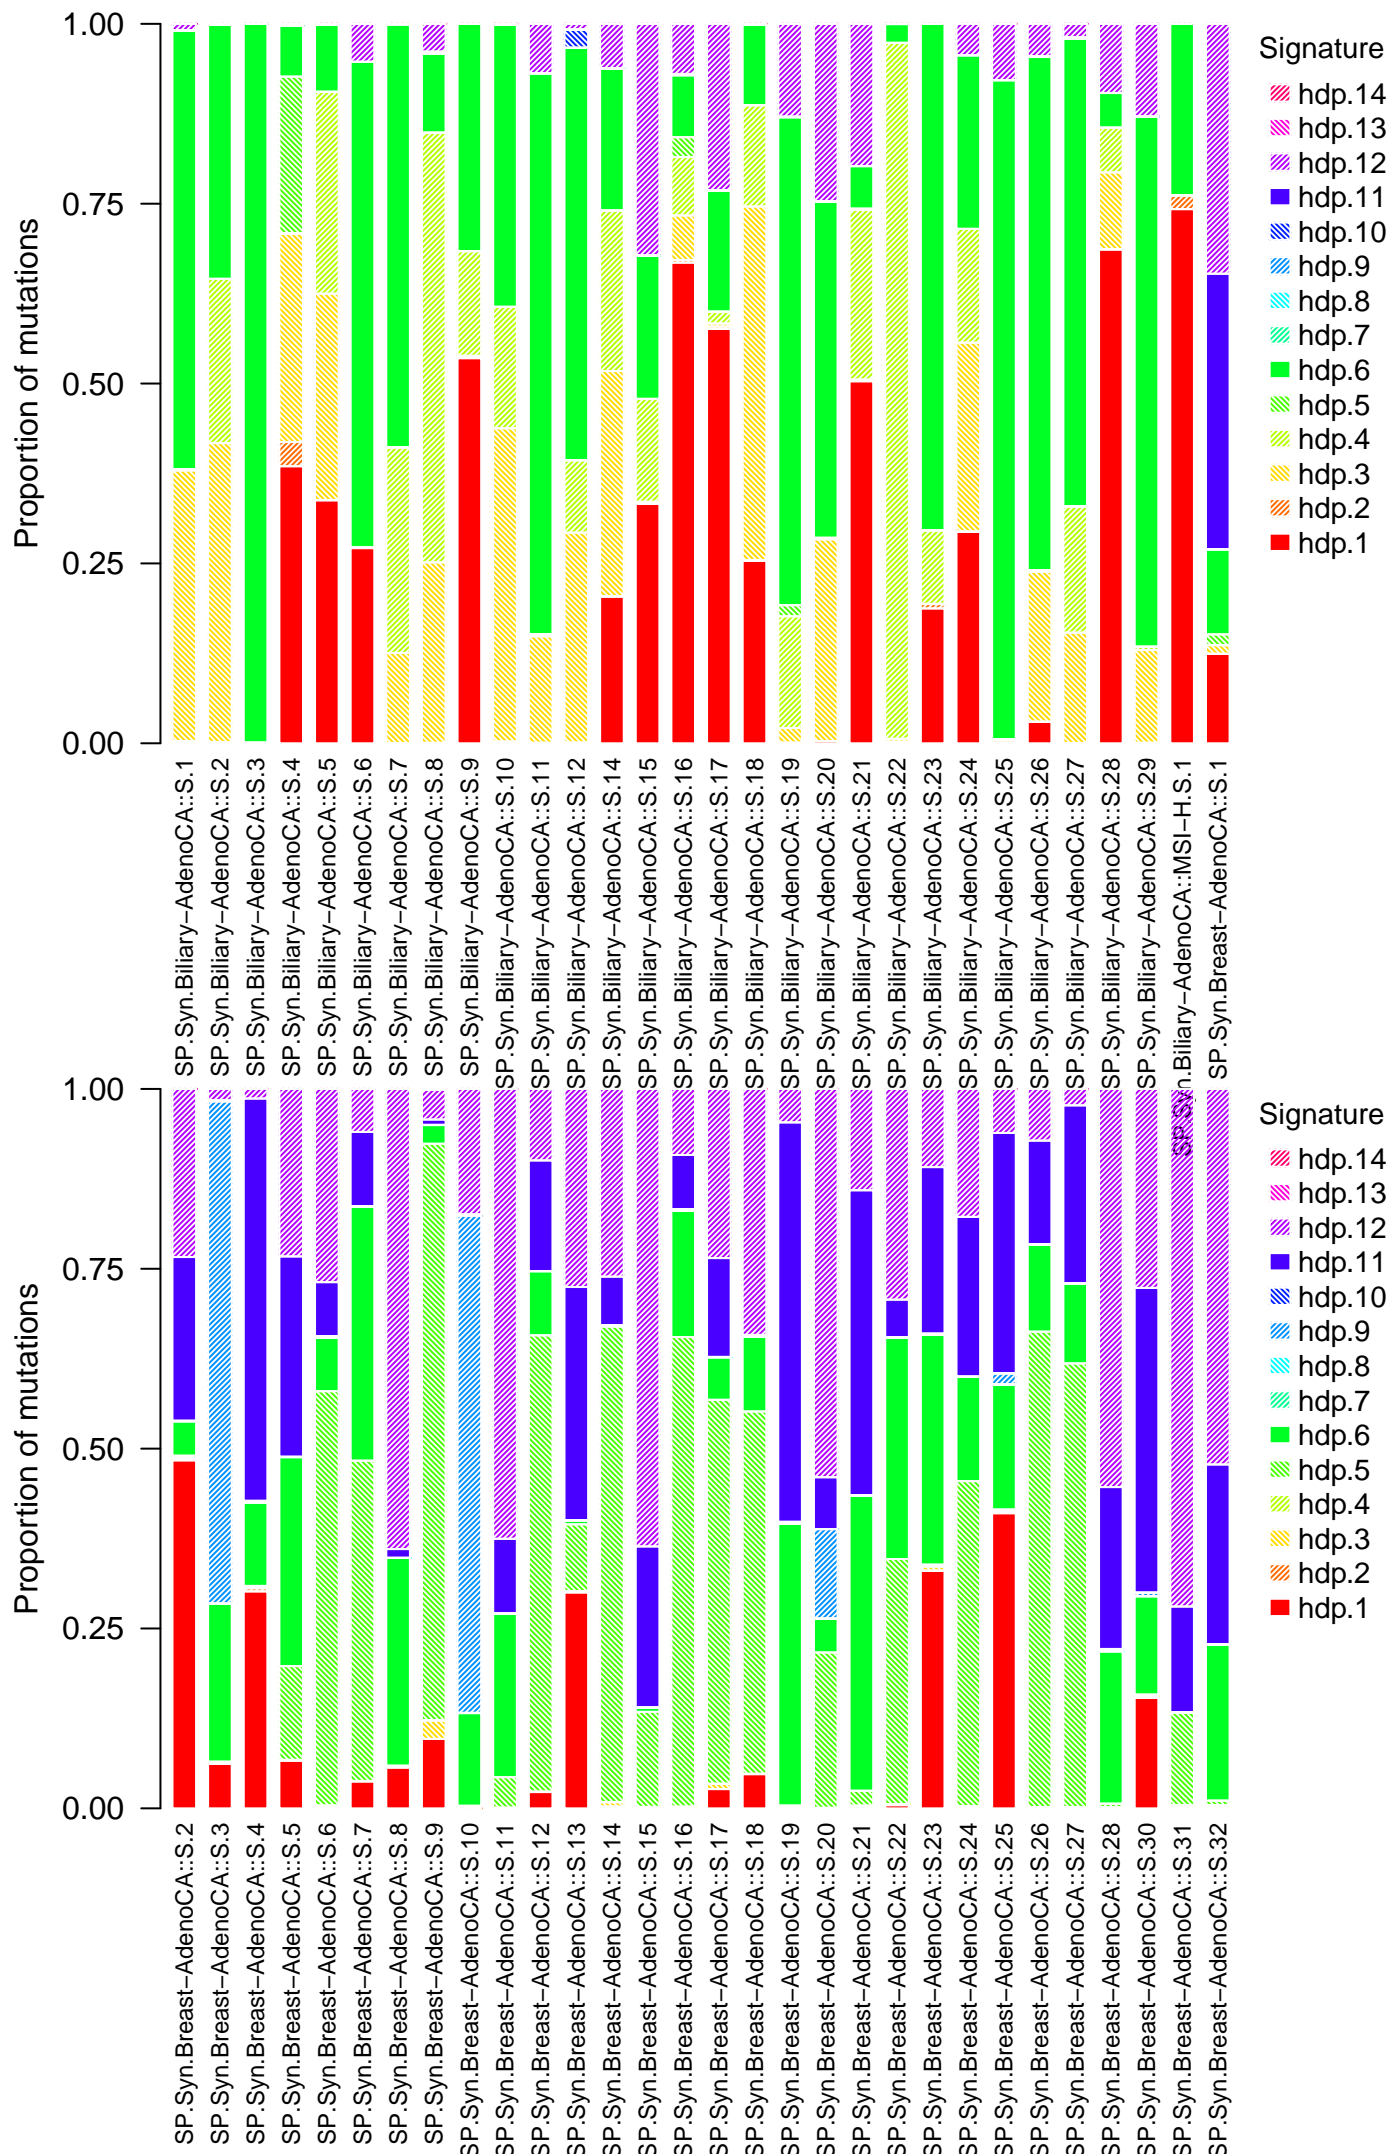 Proportion of mutations
1.00
0.75
0.50
0.25
0.00
SP.Syn.Biliary−AdenoCA::S.1
SP.Syn.Biliary−AdenoCA::S.2
SP.Syn.Biliary−AdenoCA::S.3
SP.Syn.Biliary−AdenoCA::S.4
SP.Syn.Biliary−AdenoCA::S.5
SP.Syn.Biliary−AdenoCA::S.6
SP.Syn.Biliary−AdenoCA::S.7
SP.Syn.Biliary−AdenoCA::S.8
SP.Syn.Biliary−AdenoCA::S.9
SP.Syn.Biliary−AdenoCA::S.10
SP.Syn.Biliary−AdenoCA::S.11
SP.Syn.Biliary−AdenoCA::S.12
SP.Syn.Biliary−AdenoCA::S.14
SP.Syn.Biliary−AdenoCA::S.15
SP.Syn.Biliary−AdenoCA::S.16
SP.Syn.Biliary−AdenoCA::S.17
SP.Syn.Biliary−AdenoCA::S.18
SP.Syn.Biliary−AdenoCA::S.19
SP.Syn.Biliary−AdenoCA::S.20
SP.Syn.Biliary−AdenoCA::S.21
SP.Syn.Biliary−AdenoCA::S.22
SP.Syn.Biliary−AdenoCA::S.23
SP.Syn.Biliary−AdenoCA::S.24
SP.Syn.Biliary−AdenoCA::S.25
SP.Syn.Biliary−AdenoCA::S.26
SP.Syn.Biliary−AdenoCA::S.27
SP.Syn.Biliary−AdenoCA::S.28
SP.Syn.Biliary−AdenoCA::S.29
SP.Syn.Biliary−AdenoCA::MSI−H.S.1
SP.Syn.Breast−AdenoCA::S.1
Signature
hdp.14
hdp.13
hdp.12
hdp.11
hdp.10
hdp.9
hdp.8
hdp.7
hdp.6
hdp.5
hdp.4
hdp.3
hdp.2
hdp.1
Proportion of mutations
1.00
0.75
0.50
0.25
0.00
SP.Syn.Breast−AdenoCA::S.2
SP.Syn.Breast−AdenoCA::S.3
SP.Syn.Breast−AdenoCA::S.4
SP.Syn.Breast−AdenoCA::S.5
SP.Syn.Breast−AdenoCA::S.6
SP.Syn.Breast−AdenoCA::S.7
SP.Syn.Breast−AdenoCA::S.8
SP.Syn.Breast−AdenoCA::S.9
SP.Syn.Breast−AdenoCA::S.10
SP.Syn.Breast−AdenoCA::S.11
SP.Syn.Breast−AdenoCA::S.12
SP.Syn.Breast−AdenoCA::S.13
SP.Syn.Breast−AdenoCA::S.14
SP.Syn.Breast−AdenoCA::S.15
SP.Syn.Breast−AdenoCA::S.16
SP.Syn.Breast−AdenoCA::S.17
SP.Syn.Breast−AdenoCA::S.18
SP.Syn.Breast−AdenoCA::S.19
SP.Syn.Breast−AdenoCA::S.20
SP.Syn.Breast−AdenoCA::S.21
SP.Syn.Breast−AdenoCA::S.22
SP.Syn.Breast−AdenoCA::S.23
SP.Syn.Breast−AdenoCA::S.24
SP.Syn.Breast−AdenoCA::S.25
SP.Syn.Breast−AdenoCA::S.26
SP.Syn.Breast−AdenoCA::S.27
SP.Syn.Breast−AdenoCA::S.28
SP.Syn.Breast−AdenoCA::S.30
SP.Syn.Breast−AdenoCA::S.31
SP.Syn.Breast−AdenoCA::S.32
Signature
hdp.14
hdp.13
hdp.12
hdp.11
hdp.10
hdp.9
hdp.8
hdp.7
hdp.6
hdp.5
hdp.4
hdp.3
hdp.2
hdp.1